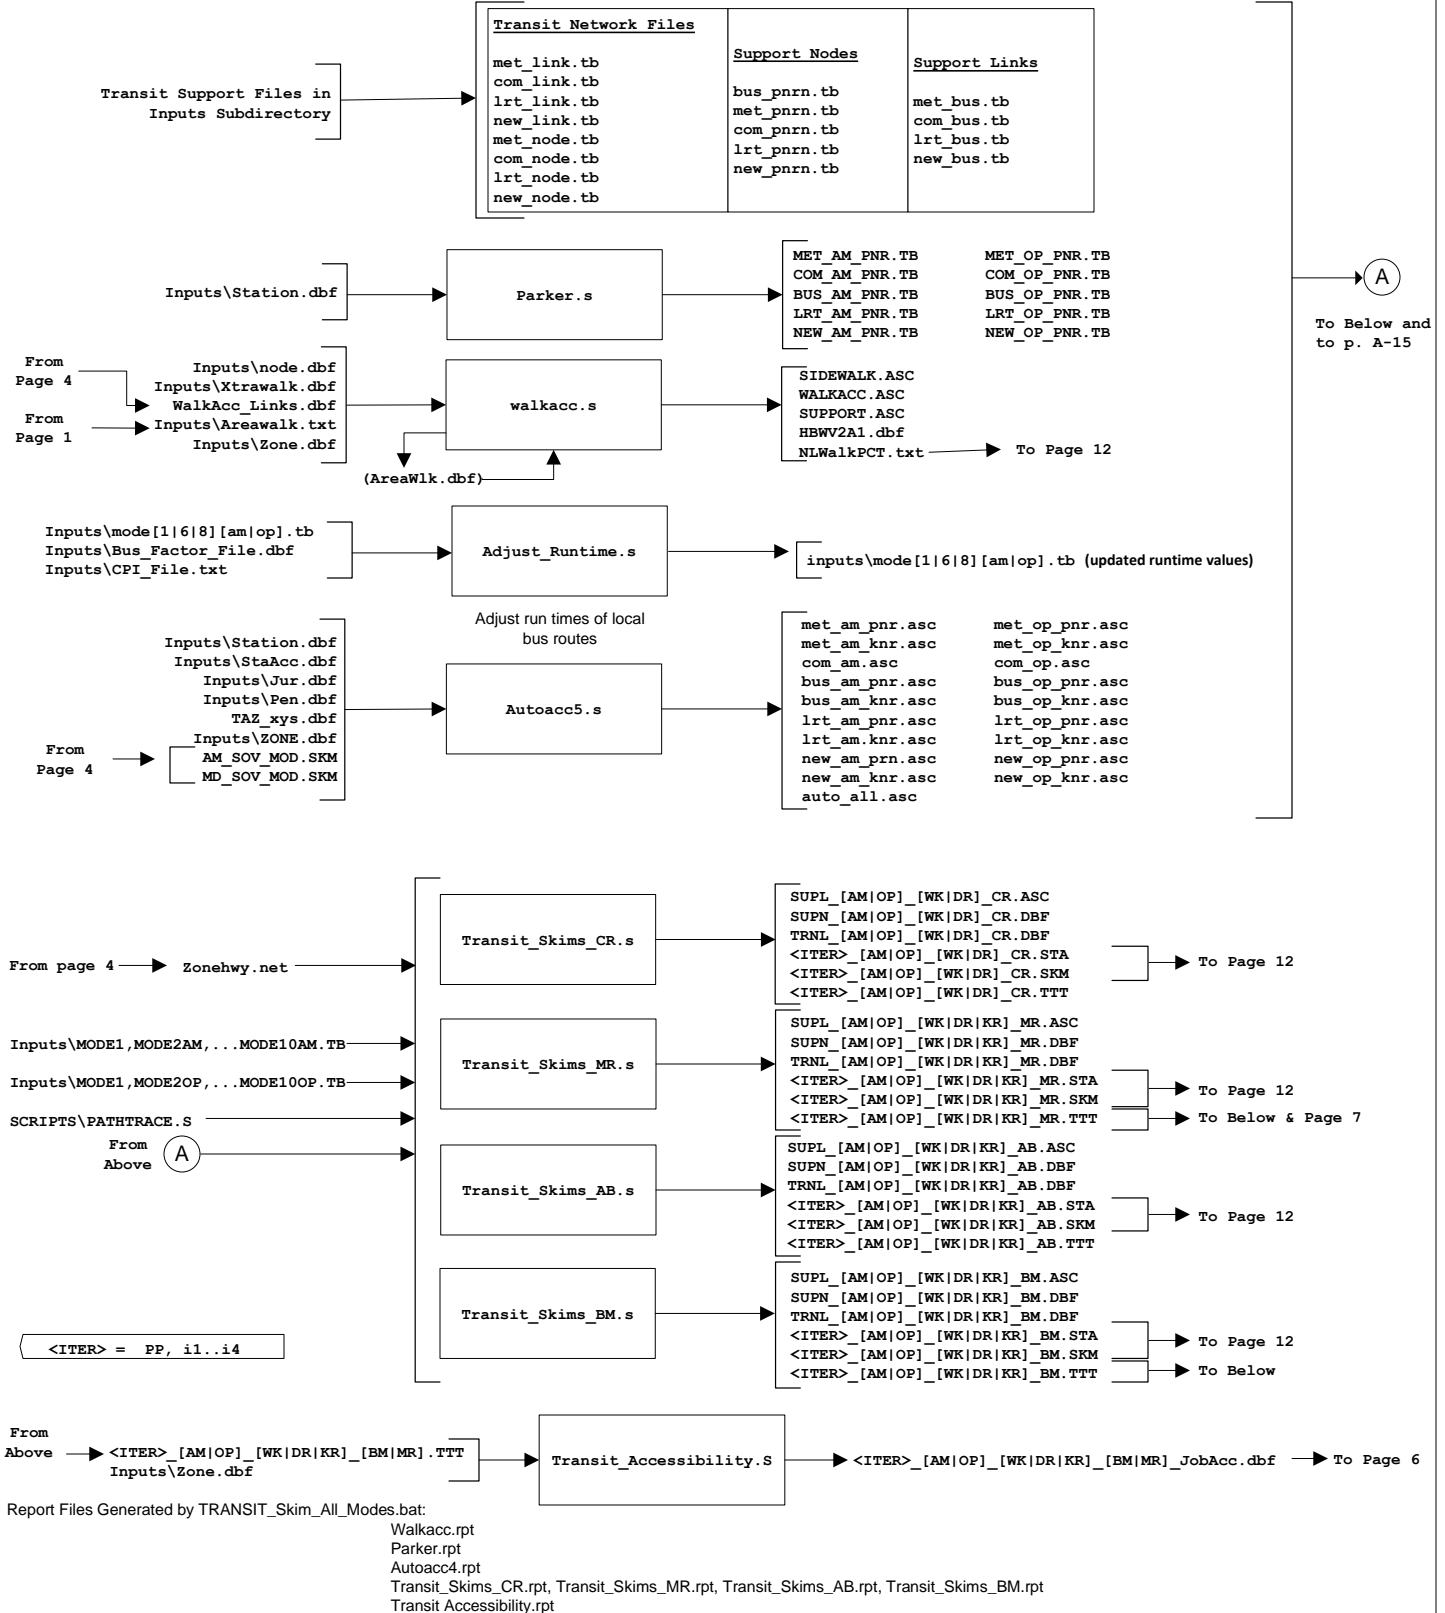 Transit Network Files
met_link.tb
com_link.tb
lrt_link.tb
new_link.tb
met_node.tb
com_node.tb
lrt_node.tb
new_node.tb
Support Nodes
bus_pnrn.tb
met_pnrn.tb
com_pnrn.tb
lrt_pnrn.tb
new_pnrn.tb
Support Links
met_bus.tb
com_bus.tb
lrt_bus.tb
new_bus.tb
Transit Support Files in
Inputs Subdirectory
A
To Below and
to p. A-15
Inputs\Station.dbf
Parker.s
MET_AM_PNR.TB MET_OP_PNR.TB
COM_AM_PNR.TB COM_OP_PNR.TB
BUS_AM_PNR.TB BUS_OP_PNR.TB
LRT_AM_PNR.TB LRT_OP_PNR.TB
NEW_AM_PNR.TB NEW_OP_PNR.TB
From
Page 4
From
Page 1
Inputs\node.dbf
Inputs\Xtrawalk.dbf
WalkAcc_Links.dbf
Inputs\Areawalk.txt
Inputs\Zone.dbf
walkacc.s
(AreaWlk.dbf)
SIDEWALK.ASC
WALKACC.ASC
SUPPORT.ASC
HBWV2A1.dbf
NLWalkPCT.txt
To Page 12
Inputs\mode[1|6|8][am|op].tb
Inputs\Bus_Factor_File.dbf
Inputs\CPI_File.txt
Adjust_Runtime.s
inputs\mode[1|6|8][am|op].tb (updated runtime values)
Adjust run times of local
bus routes
Inputs\Station.dbf
Inputs\StaAcc.dbf
Inputs\Jur.dbf
Inputs\Pen.dbf
TAZ_xys.dbf
Inputs\ZONE.dbf
AM_SOV_MOD.SKM
MD_SOV_MOD.SKM
From
Page 4
Autoacc5.s
met_am_pnr.asc met_op_pnr.asc
met_am_knr.asc met_op_knr.asc
com_am.asc com_op.asc
bus_am_pnr.asc bus_op_pnr.asc
bus_am_knr.asc bus_op_knr.asc
lrt_am_pnr.asc lrt_op_pnr.asc
lrt_am.knr.asc lrt_op_knr.asc
new_am_prn.asc new_op_pnr.asc
new_am_knr.asc new_op_knr.asc
auto_all.asc
From page 4
Zonehwy.net
Inputs\MODE1,MODE2AM,...MODE10AM.TB
Inputs\MODE1,MODE2OP,...MODE10OP.TB
SCRIPTS\PATHTRACE.S
From
Above
A
Transit_Skims_CR.s
SUPL_[AM|OP]_[WK|DR]_CR.ASC
SUPN_[AM|OP]_[WK|DR]_CR.DBF
TRNL_[AM|OP]_[WK|DR]_CR.DBF
<ITER>_[AM|OP]_[WK|DR]_CR.STA
<ITER>_[AM|OP]_[WK|DR]_CR.SKM
<ITER>_[AM|OP]_[WK|DR]_CR.TTT
To Page 12
Transit_Skims_MR.s
SUPL_[AM|OP]_[WK|DR|KR]_MR.ASC
SUPN_[AM|OP]_[WK|DR|KR]_MR.DBF
TRNL_[AM|OP]_[WK|DR|KR]_MR.DBF
<ITER>_[AM|OP]_[WK|DR|KR]_MR.STA
<ITER>_[AM|OP]_[WK|DR|KR]_MR.SKM
<ITER>_[AM|OP]_[WK|DR|KR]_MR.TTT
To Page 12
To Below & Page 7
Transit_Skims_AB.s
SUPL_[AM|OP]_[WK|DR|KR]_AB.ASC
SUPN_[AM|OP]_[WK|DR|KR]_AB.DBF
TRNL_[AM|OP]_[WK|DR|KR]_AB.DBF
<ITER>_[AM|OP]_[WK|DR|KR]_AB.STA
<ITER>_[AM|OP]_[WK|DR|KR]_AB.SKM
<ITER>_[AM|OP]_[WK|DR|KR]_AB.TTT
To Page 12
Transit_Skims_BM.s
SUPL_[AM|OP]_[WK|DR|KR]_BM.ASC
SUPN_[AM|OP]_[WK|DR|KR]_BM.DBF
TRNL_[AM|OP]_[WK|DR|KR]_BM.DBF
<ITER>_[AM|OP]_[WK|DR|KR]_BM.STA
<ITER>_[AM|OP]_[WK|DR|KR]_BM.SKM
<ITER>_[AM|OP]_[WK|DR|KR]_BM.TTT
To Page 12
To Below
<ITER> = PP, i1..i4
From
Above
<ITER>_[AM|OP]_[WK|DR|KR]_[BM|MR].TTT
Inputs\Zone.dbf
Transit_Accessibility.S
<ITER>_[AM|OP]_[WK|DR|KR]_[BM|MR]_JobAcc.dbf
To Page 6
Report Files Generated by TRANSIT_Skim_All_Modes.bat:
Walkacc.rpt
Parker.rpt
Autoacc4.rpt
Transit_Skims_CR.rpt, Transit_Skims_MR.rpt, Transit_Skims_AB.rpt, Transit_Skims_BM.rpt
Transit Accessibility.rpt